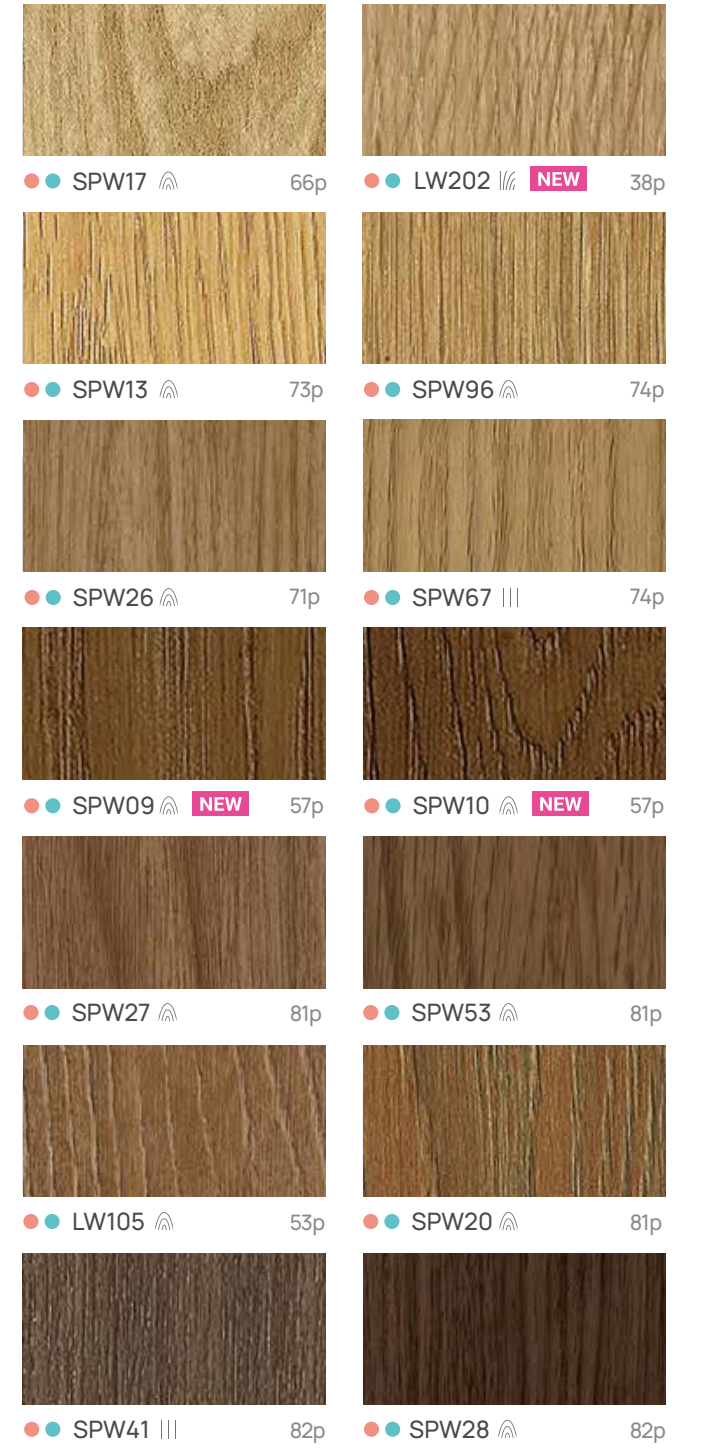 SPW17 66p
LW202 NEW 38p
SPW13 73p
SPW96 74p
SPW26 71p
SPW67 74p
SPW09 NEW 57p
SPW10 NEW 57p
SPW27 81p
SPW53 81p
LW105 53p
SPW20 81p
SPW41 82p
SPW28 82p